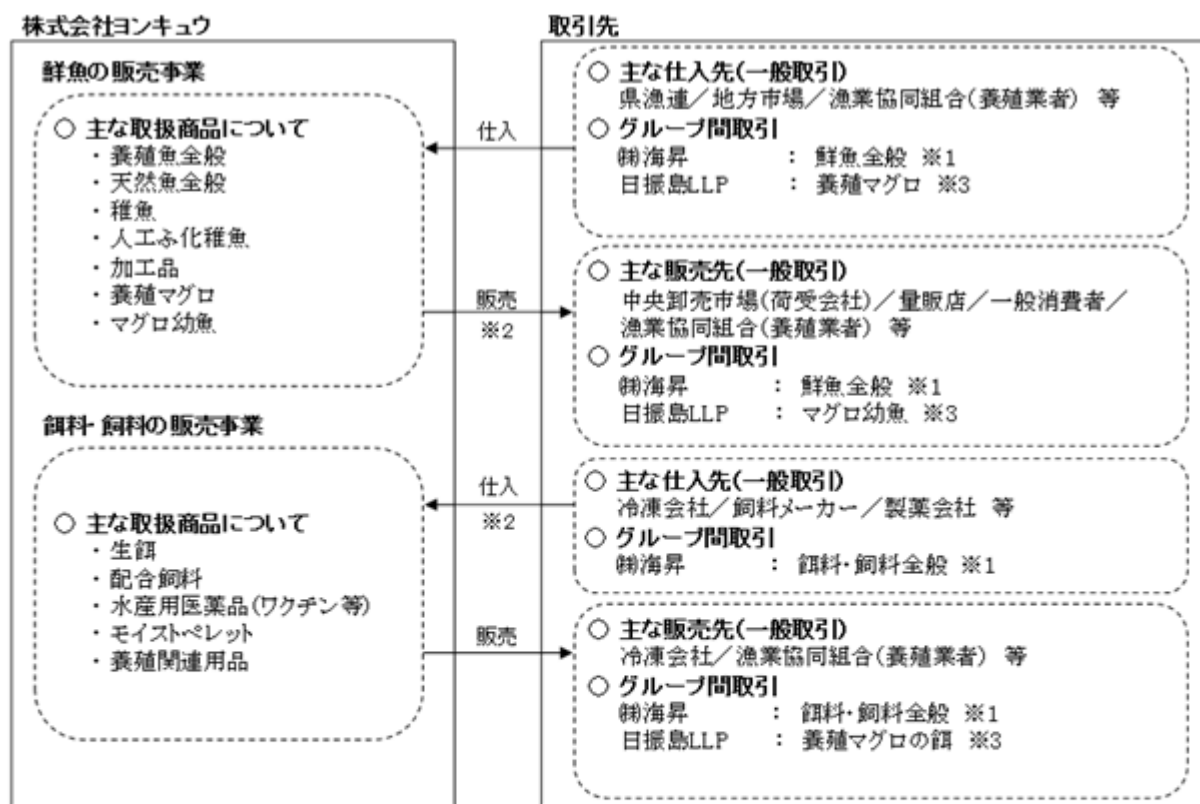 株式会社ヨンキュウ
鮮魚の販売事業
○ 主な取扱商品について
・ 養殖魚全般
・ 天然魚全般
・ 稚魚
・ 人工ふ化稚魚
・ 加工品
・ 養殖マグロ
・ マグロ幼魚
餌料・飼料の販売事業
○ 主な取扱商品について
・ 生餌
・ 配合飼料
・ 水産用医薬品(ワクチン等)
・ モイストペレット
・ 養殖関連用品
仕入
販売
※2
仕入
※2
販売
取引先
○ 主な仕入先(一般取引)
県漁連／地方市場／漁業協同組合(養殖業者) 等
○ グループ間取引
㈱海昇 ： 鮮魚全般 ※1
日振島LLP ： 養殖マグロ ※3
○ 主な販売先(一般取引)
中央卸売市場(荷受会社)／量販店／一般消費者／
漁業協同組合(養殖業者) 等
○ グループ間取引
㈱海昇 ： 鮮魚全般 ※1
日振島LLP ： マグロ幼魚 ※3
○ 主な仕入先(一般取引)
冷凍会社／飼料メーカー／製薬会社 等
○ グループ間取引
㈱海昇 ： 餌料・飼料全般 ※1
○ 主な販売先(一般取引)
冷凍会社／漁業協同組合(養殖業者) 等
○ グループ間取引
㈱海昇 ： 餌料・飼料全般 ※1
日振島LLP ： 養殖マグロの餌 ※3